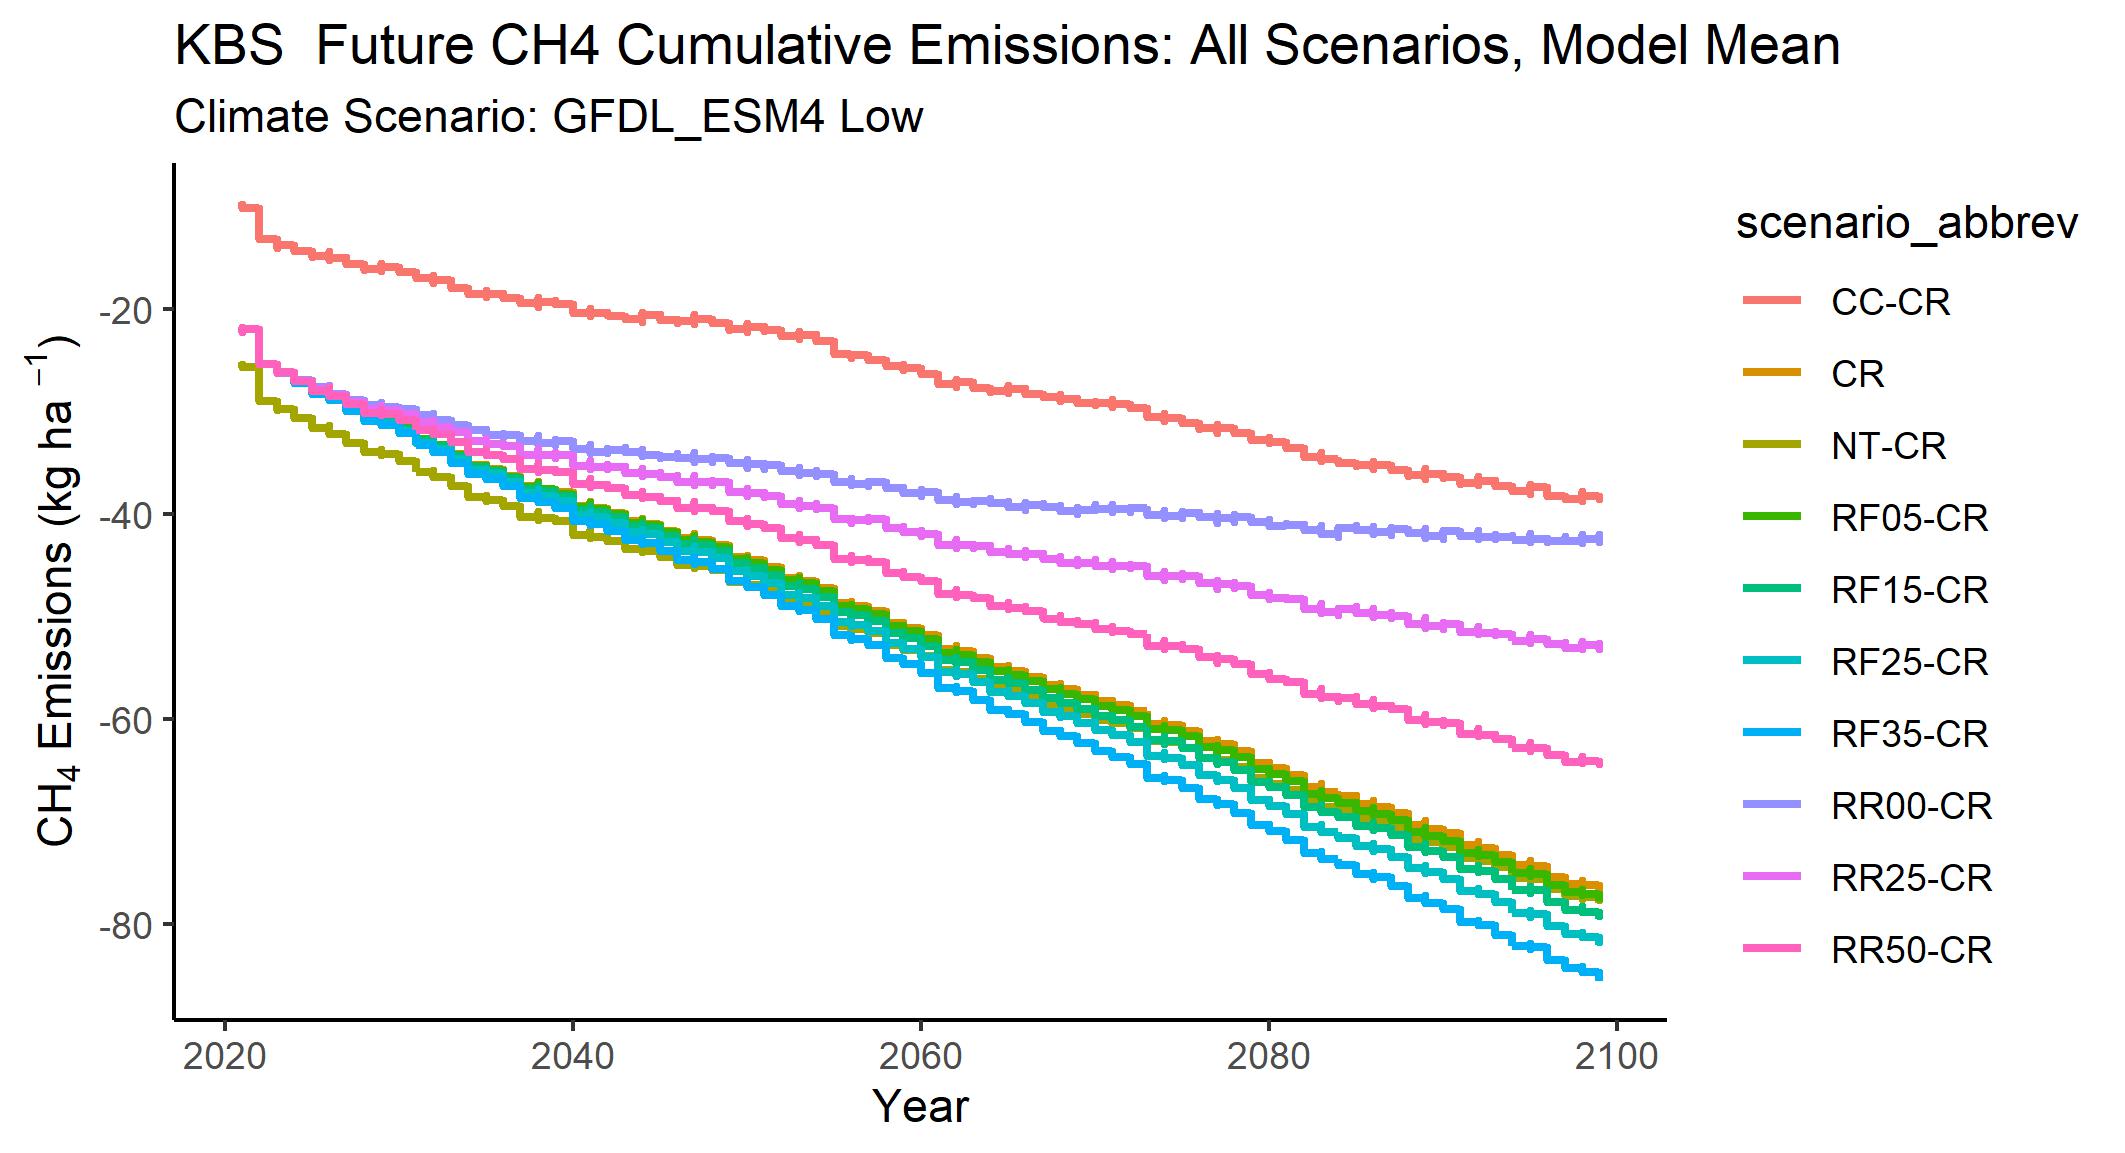 KBS  Future CH4 Cumulative Emissions: All Scenarios, Model Mean
Climate Scenario: GFDL_ESM4 Low
CH₄ Emissions (kg ha ⁻¹)
-20
-40
-60
-80
2020 2040 2060 2080 2100
Year
scenario_abbrev
CC-CR
CR
NT-CR
RF05-CR
RF15-CR
RF25-CR
RF35-CR
RR00-CR
RR25-CR
RR50-CR